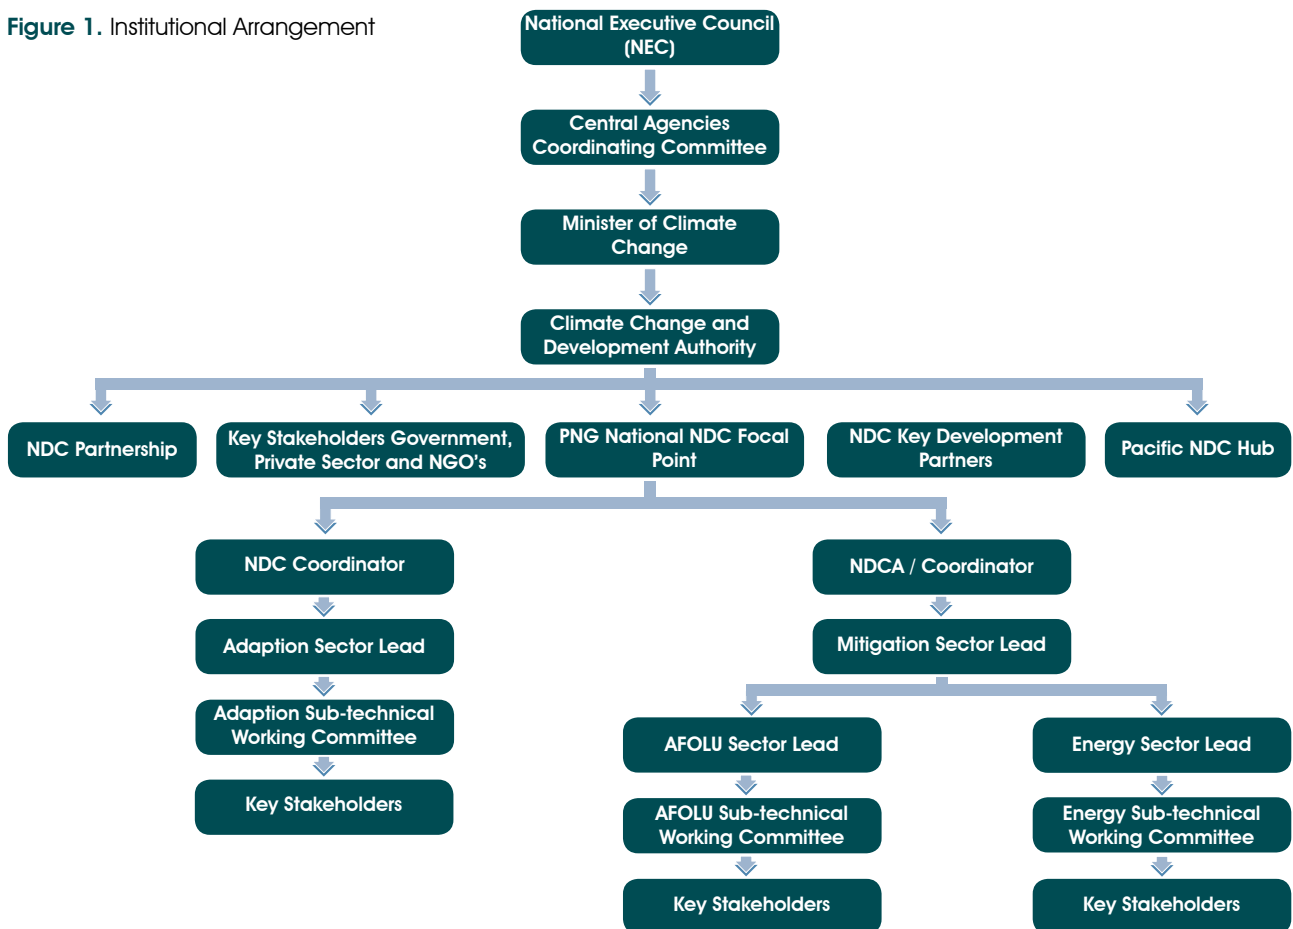 Figure 1. Institutional Arrangement
National Executive Council
(NEC)
Central Agencies
Coordinating Committee
Minister of Climate
Change
Climate Change and
Development Authority
NDC Partnership
Key Stakeholders Government,
Private Sector and NGO's
PNG National NDC Focal
Point
NDC Key Development
Partners
Pacific NDC Hub
NDC Coordinator
NDCA / Coordinator
Adaption Sector Lead
Mitigation Sector Lead
Adaption Sub-technical
Working Committee
AFOLU Sector Lead
Energy Sector Lead
Key Stakeholders
AFOLU Sub-technical
Working Committee
Energy Sub-technical
Working Committee
Key Stakeholders
Key Stakeholders